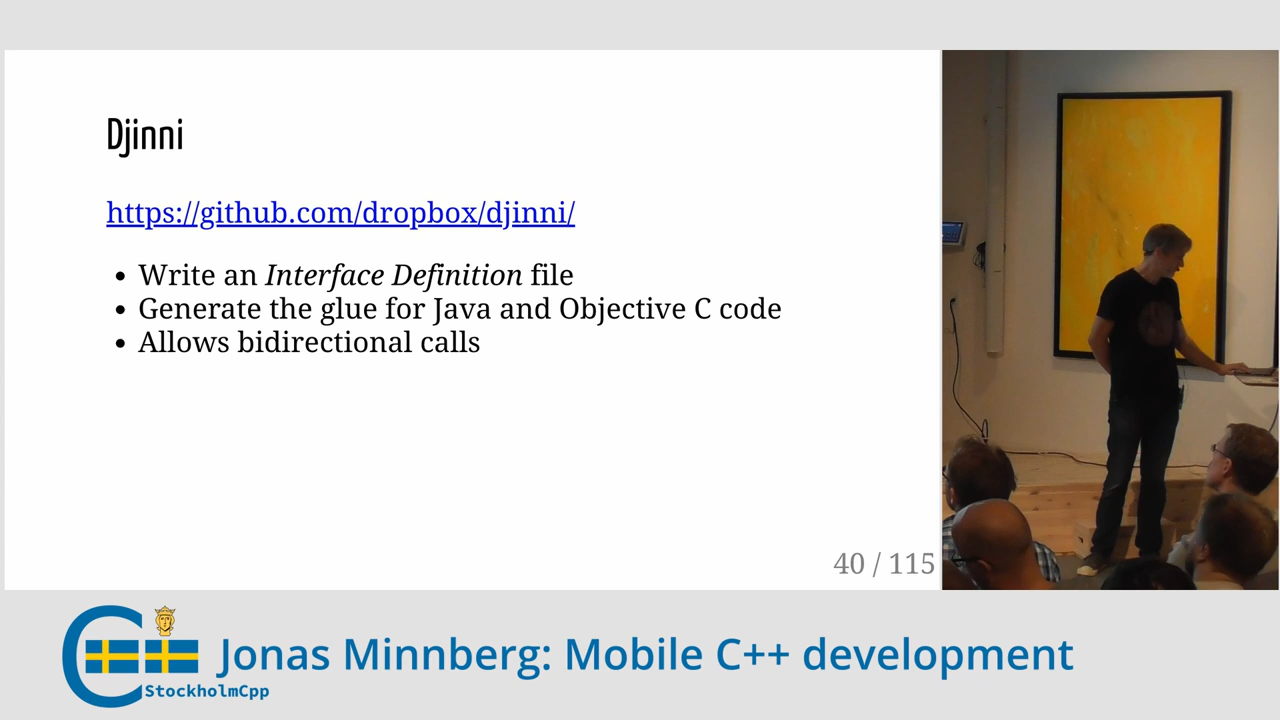 Djinni
https://github.com/dropbox/djinni/
• Write an Interface Definition file
• Generate the glue for Java and Objective C code
• Allows bidirectional calls
40 / 115
Jonas Minnberg: Mobile C++ development
StockholmCpp